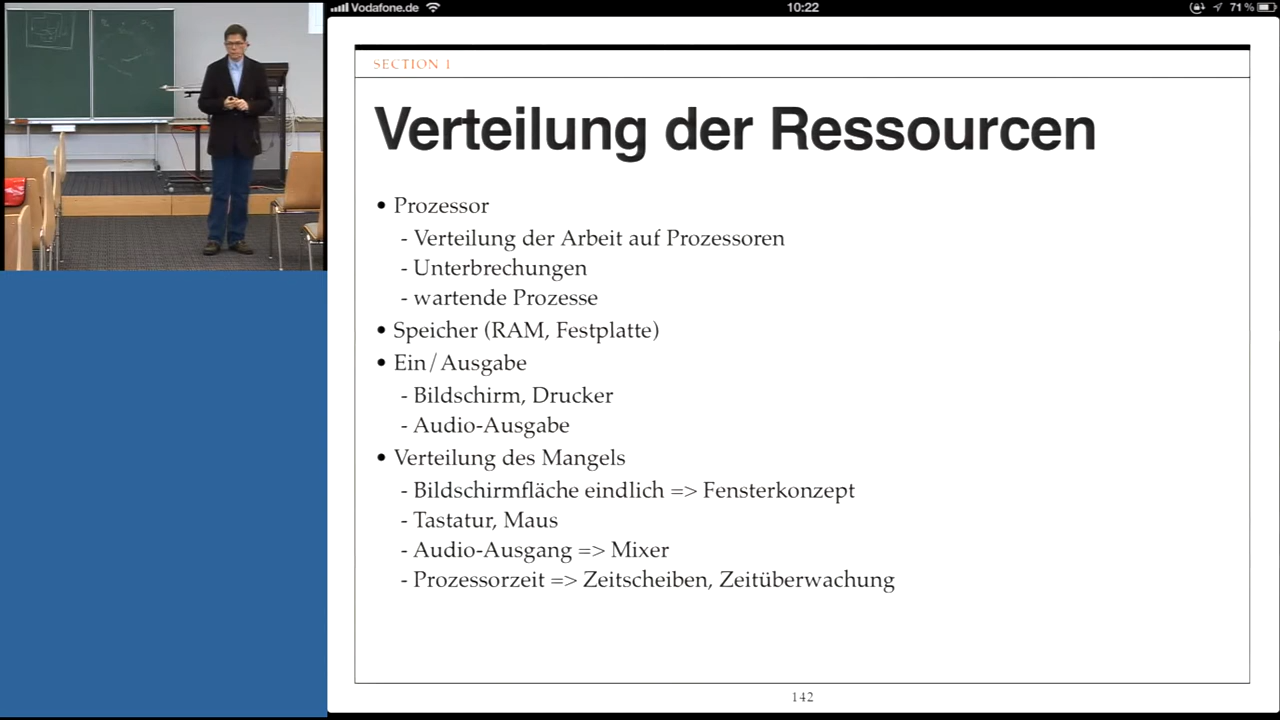 Vodafone.de
10:22
71 %
SECTION 1
Verteilung der Ressourcen
• Prozessor
- Verteilung der Arbeit auf Prozessoren
- Unterbrechungen
- wartende Prozesse
• Speicher (RAM, Festplatte)
• Ein/Ausgabe
- Bildschirm, Drucker
- Audio-Ausgabe
• Verteilung des Mangels
- Bildschirmfläche eindlich => Fensterkonzept
- Tastatur, Maus
- Audio-Ausgang => Mixer
- Prozessorzeit => Zeitscheiben, Zeitüberwachung
142